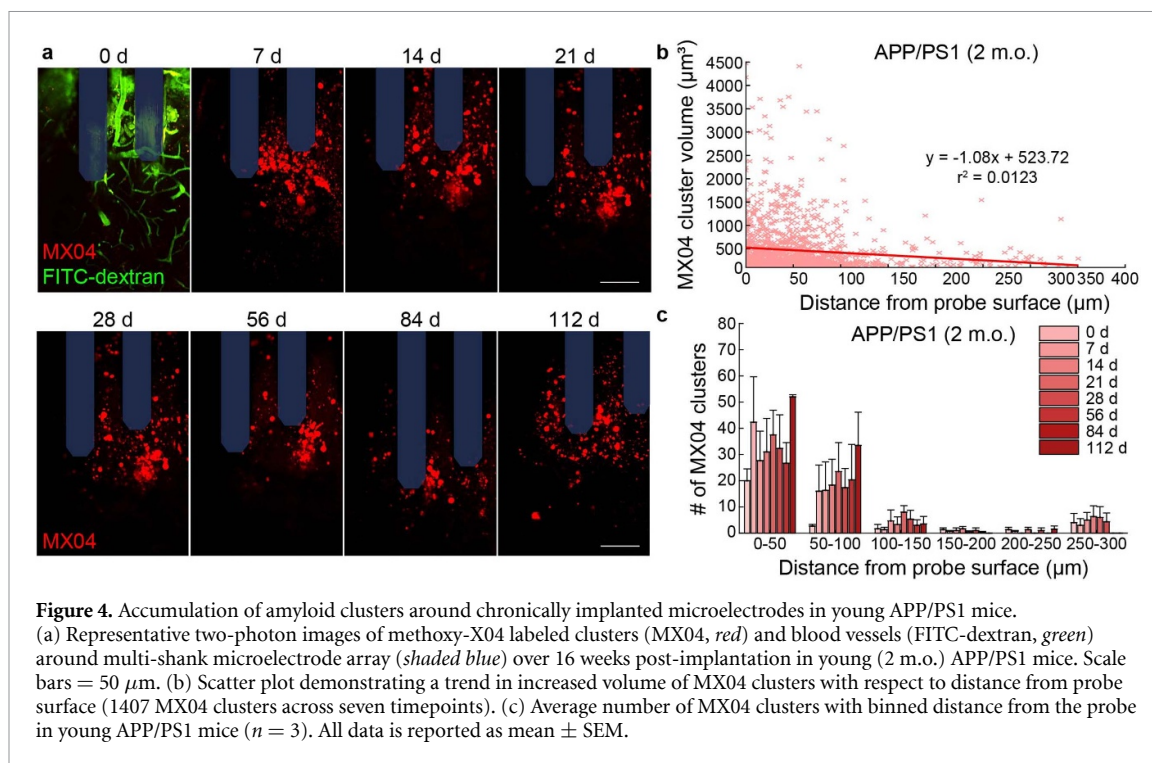 a
0 d
7 d
14 d
21 d
MX04
FITC-dextran
28 d
56 d
84 d
112 d
MX04
b
APP/PS1 (2 m.o.)
MX04 cluster volume (µm³)
4500
4000
3500
3000
2500
2000
1500
1000
500
0
y = -1.08x + 523.72
r² = 0.0123
0 50 100 150 200 250 300 350 400
Distance from probe surface (µm)
c
APP/PS1 (2 m.o.)
# of MX04 clusters
80
70
60
50
40
30
20
10
0
0 d
7 d
14 d
21 d
28 d
56 d
84 d
112 d
0-50 50-100 100-150 150-200 200-250 250-300
Distance from probe surface (µm)
Figure 4. Accumulation of amyloid clusters around chronically implanted microelectrodes in young APP/PS1 mice.
(a) Representative two-photon images of methoxy-X04 labeled clusters (MX04, red) and blood vessels (FITC-dextran, green)
around multi-shank microelectrode array (shaded blue) over 16 weeks post-implantation in young (2 m.o.) APP/PS1 mice. Scale
bars = 50 µm. (b) Scatter plot demonstrating a trend in increased volume of MX04 clusters with respect to distance from probe
surface (1407 MX04 clusters across seven timepoints). (c) Average number of MX04 clusters with binned distance from the probe
in young APP/PS1 mice (n = 3). All data is reported as mean ± SEM.